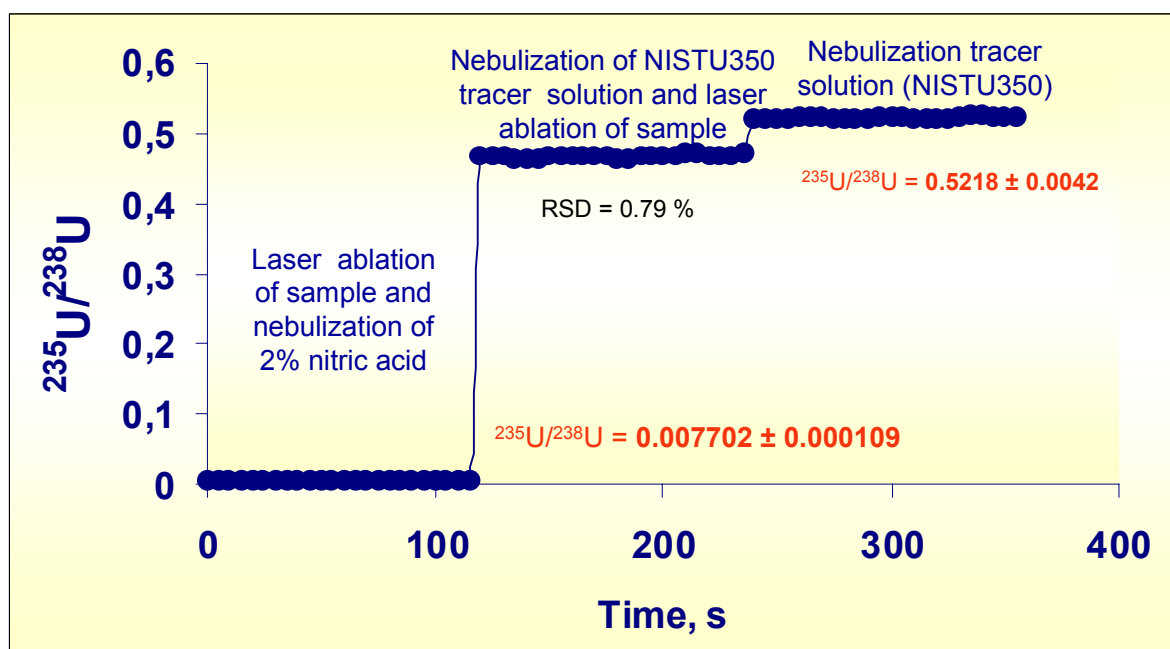 0,6
0,5
0,4
0,3
0,2
0,1
0
²³⁵U/²³⁸U
Laser ablation
of sample and
nebulization of
2% nitric acid
Nebulization of NISTU350
tracer solution and laser
ablation of sample
RSD = 0.79 %
Nebulization tracer
solution (NISTU350)
²³⁵U/²³⁸U = 0.5218 ± 0.0042
²³⁵U/²³⁸U = 0.007702 ± 0.000109
0 100 200 300 400
Time, s